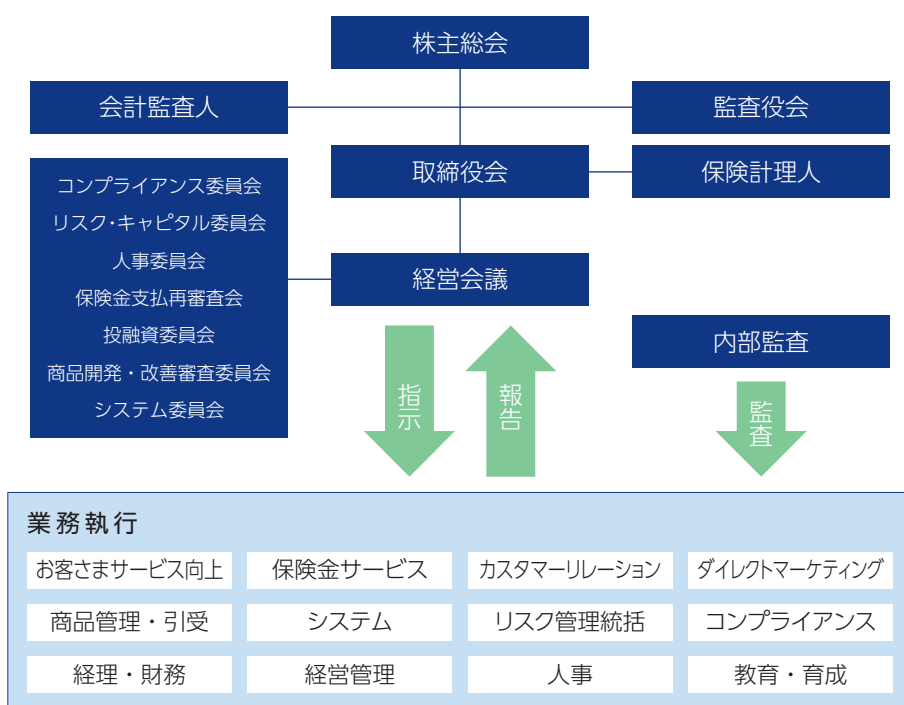 株主総会
会計監査人
監査役会
取締役会
保険計理人
コンプライアンス委員会
リスク・キャピタル委員会
人事委員会
保険金支払再審査会
投融資委員会
商品開発・改善審査委員会
システム委員会
経営会議
内部監査
指示
報告
監査
業務執行
お客さまサービス向上
保険金サービス
カスタマーリレーション
ダイレクトマーケティング
商品管理・引受
システム
リスク管理統括
コンプライアンス
経理・財務
経営管理
人事
教育・育成